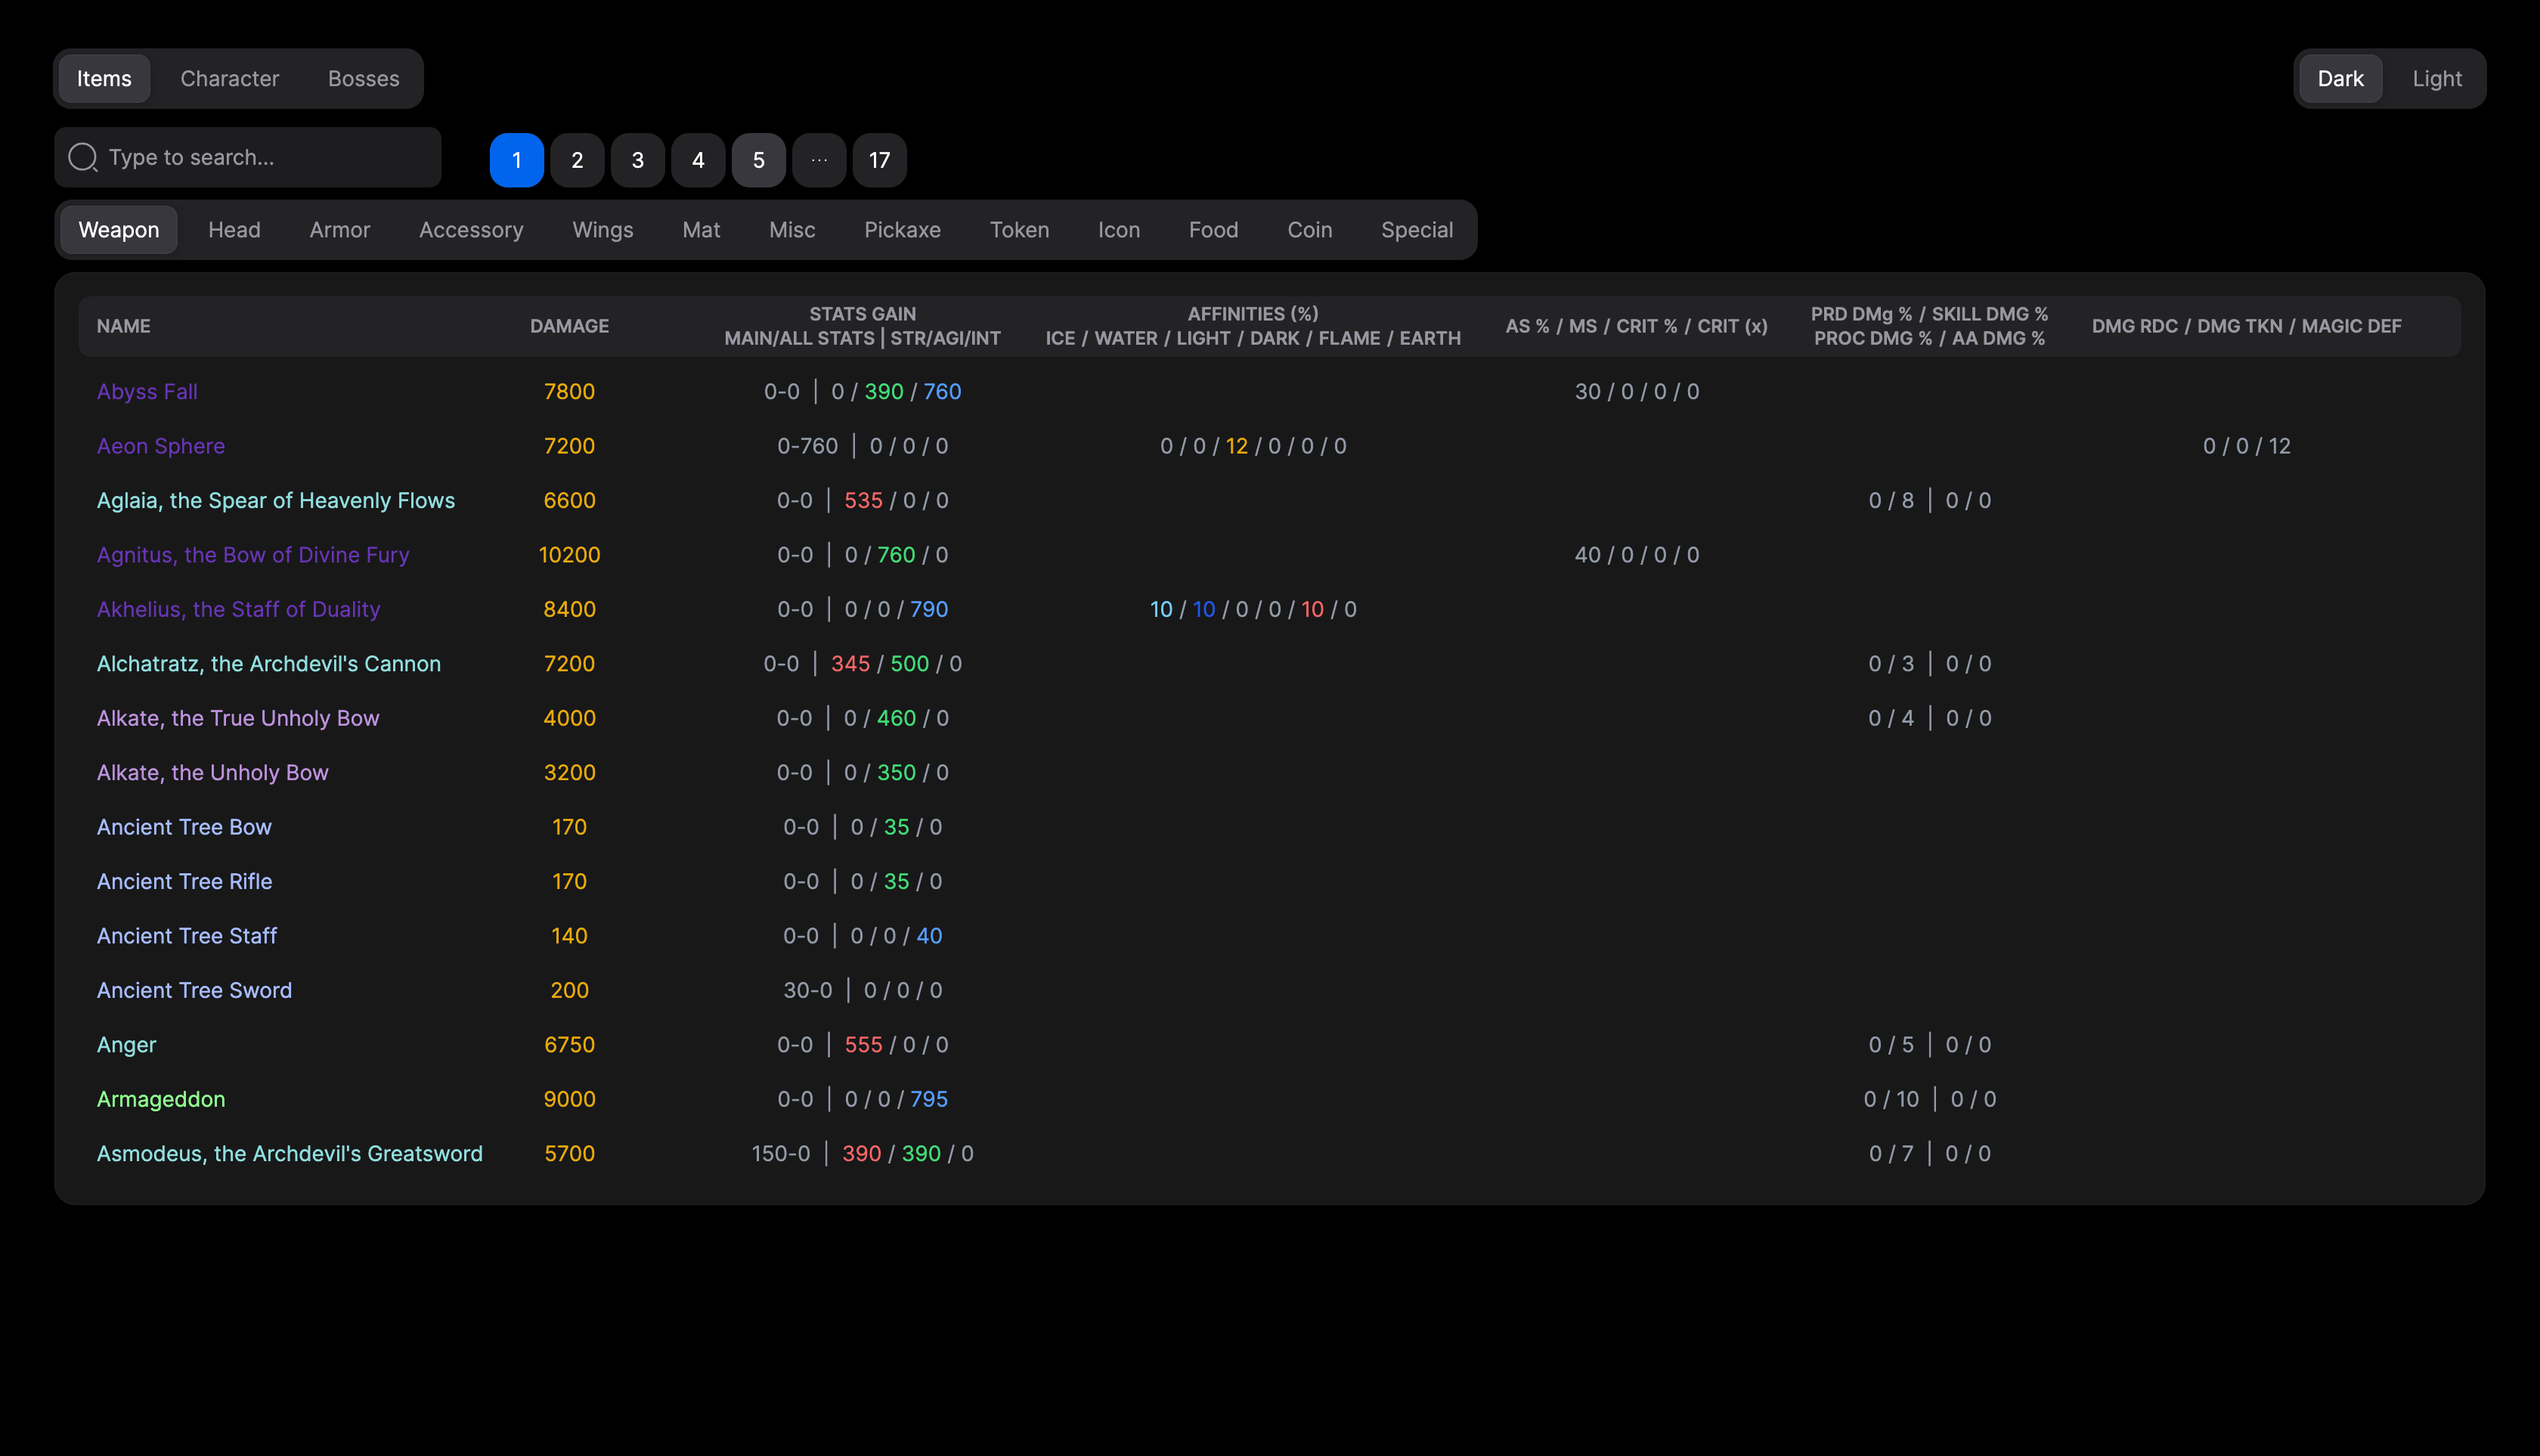 Items Character Bosses Dark Light
Type to search... 1 2 3 4 5 ... 17
Weapon Head Armor Accessory Wings Mat Misc Pickaxe Token Icon Food Coin Special
STATS GAIN AFFINITIES (%) PRD DMg % / SKILL DMG %
NAME DAMAGE AS % / MS / CRIT % / CRIT (x) DMG RDC / DMG TKN / MAGIC DEF
MAIN/ALL STATS | STR/AGI/INT ICE / WATER / LIGHT / DARK / FLAME / EARTH PROC DMG % / AA DMG %
Abyss Fall 7800 0-0 | 0 / 390 / 760 30 / 0 / 0 / 0
Aeon Sphere 7200 0-760 | 0 / 0 / 0 0 / 0 / 12 / 0 / 0 / 0 0 / 0 / 12
Aglaia, the Spear of Heavenly Flows 6600 0-0 | 535 / 0 / 0 0 / 8 | 0 / 0
Agnitus, the Bow of Divine Fury 10200 0-0 | 0 / 760 / 0 40 / 0 / 0 / 0
Akhelius, the Staff of Duality 8400 0-0 | 0 / 0 / 790 10 / 10 / 0 / 0 / 10 / 0
Alchatratz, the Archdevil's Cannon 7200 0-0 | 345 / 500 / 0 0 / 3 | 0 / 0
Alkate, the True Unholy Bow 4000 0-0 | 0 / 460 / 0 0 / 4 | 0 / 0
Alkate, the Unholy Bow 3200 0-0 | 0 / 350 / 0
Ancient Tree Bow 170 0-0 | 0 / 35 / 0
Ancient Tree Rifle 170 0-0 | 0 / 35 / 0
Ancient Tree Staff 140 0-0 | 0 / 0 / 40
Ancient Tree Sword 200 30-0 | 0 / 0 / 0
Anger 6750 0-0 | 555 / 0 / 0 0 / 5 | 0 / 0
Armageddon 9000 0-0 | 0 / 0 / 795 0 / 10 | 0 / 0
Asmodeus, the Archdevil's Greatsword 5700 150-0 | 390 / 390 / 0 0 / 7 | 0 / 0